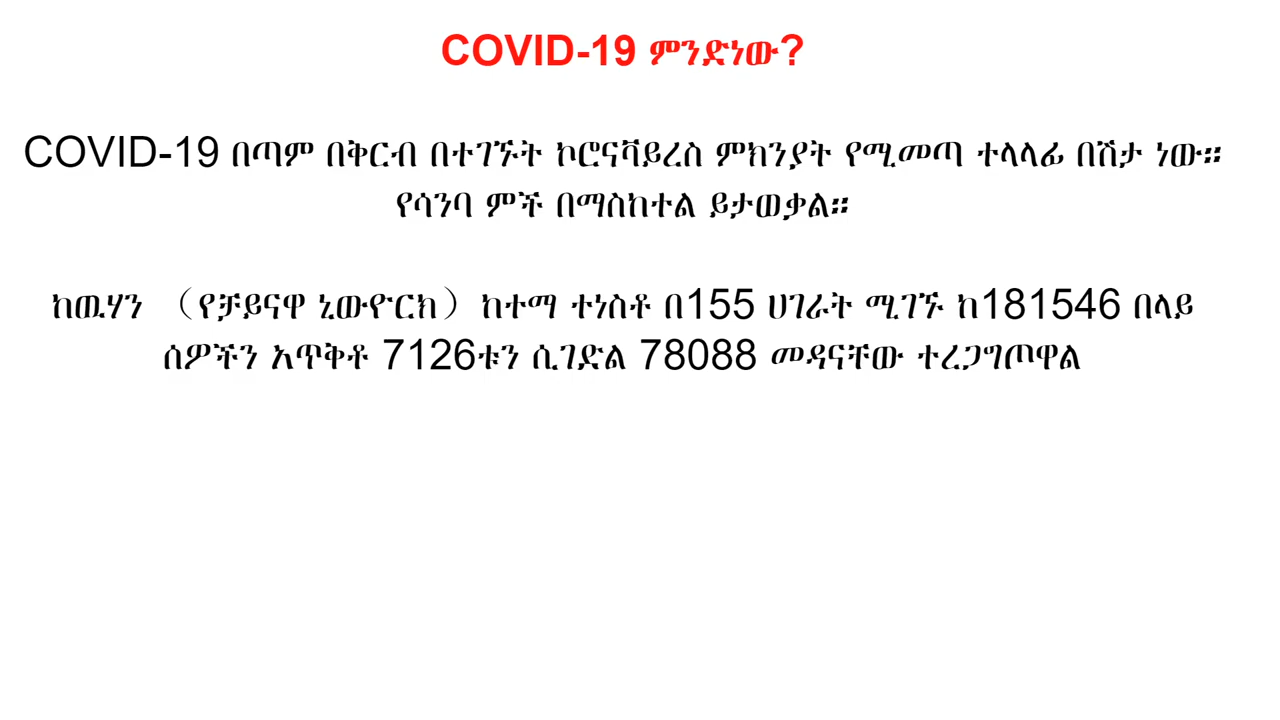 COVID-19 ምንድነው?
COVID-19 በጣም በቅርብ በተገኙት ኮሮናቫይረስ ምክንያት የሚመጣ ተላላፊ በሽታ ነው።
የሳንባ ምች በማስከተል ይታወቃል።
ከዉሃን （የቻይናዋ ኒውዮርክ）ከተማ ተነስቶ በ155 ሀገራት ሚገኙ ከ181546 በላይ
ሰዎችን አጥቅቶ 7126ቱን ሲገድል 78088 መዳናቸው ተረጋግጦዋል